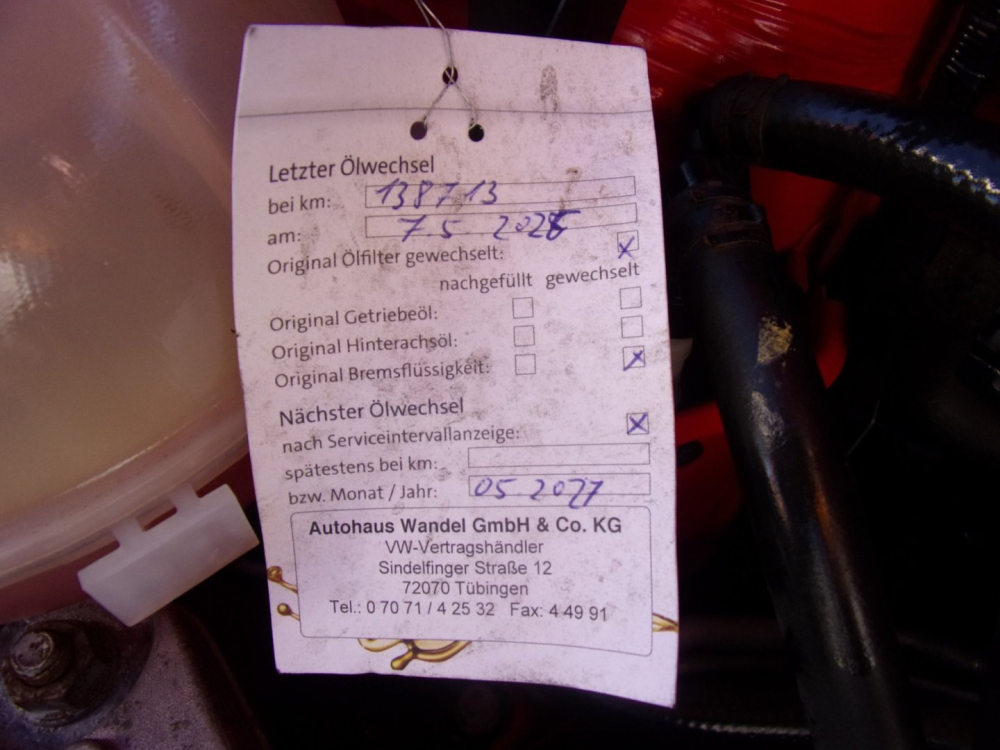 Letzter Ölwechsel
bei km: 138713
am: 7.5 2025
Original Ölfilter gewechselt: X
nachgefüllt gewechselt
Original Getriebeöl:
Original Hinterachsöl:
Original Bremsflüssigkeit: X
Nächster Ölwechsel
nach Serviceintervallanzeige: X
spätestens bei km:
bzw. Monat / Jahr: 05.2027
Autohaus Wandel GmbH & Co. KG
VW-Vertragshändler
Sindelfinger Straße 12
72070 Tübingen
Tel.: 0 70 71 / 4 25 32 Fax: 4 49 91